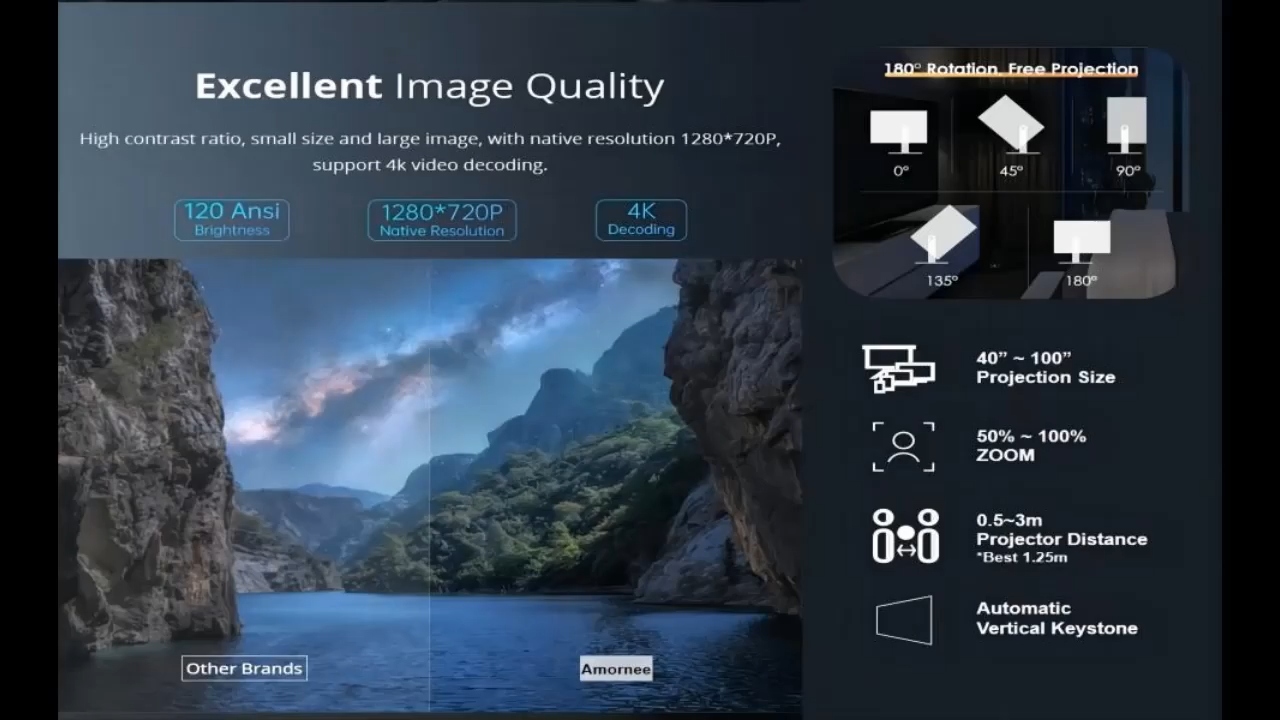 Excellent Image Quality
High contrast ratio, small size and large image, with native resolution 1280*720P,
support 4k video decoding.
120 Ansi
Brightness
1280*720P
Native Resolution
4K
Decoding
Other Brands
Amornee
180° Rotation, Free Projection
0°
45°
90°
135°
180°
40” ~ 100”
Projection Size
50% ~ 100%
ZOOM
0.5~3m
Projector Distance
*Best 1.25m
Automatic
Vertical Keystone